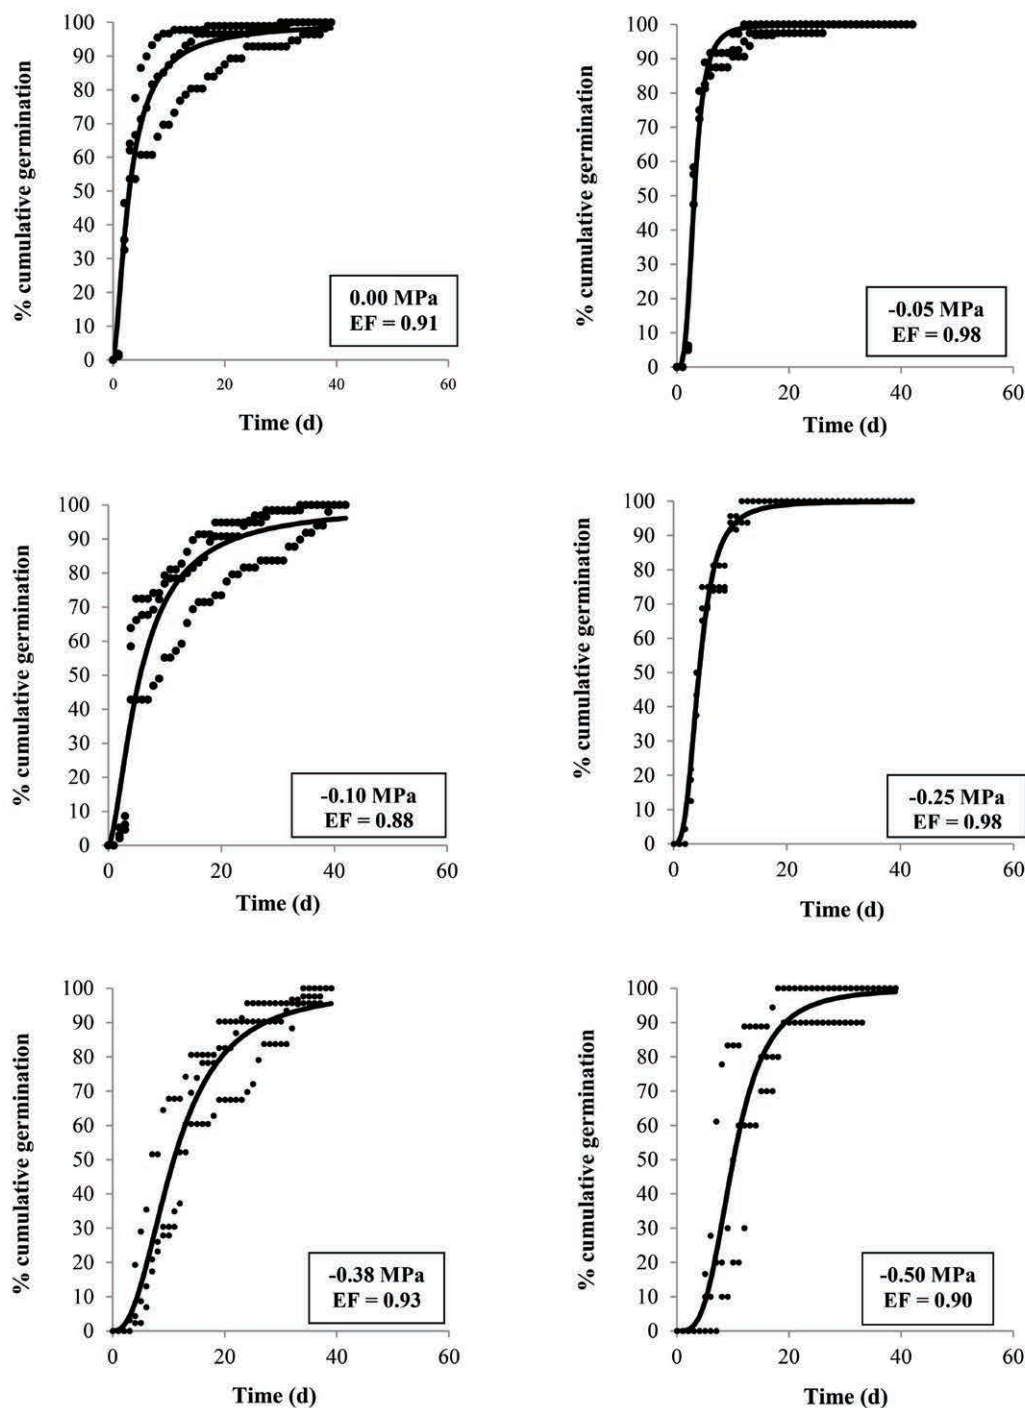 % cumulative germination
100
90
80
70
60
50
40
30
20
10
0
0.00 MPa
EF = 0.91
0 20 40 60
Time (d)
% cumulative germination
100
90
80
70
60
50
40
30
20
10
0
-0.05 MPa
EF = 0.98
0 20 40 60
Time (d)
% cumulative germination
100
90
80
70
60
50
40
30
20
10
0
-0.10 MPa
EF = 0.88
0 20 40 60
Time (d)
% cumulative germination
100
90
80
70
60
50
40
30
20
10
0
-0.25 MPa
EF = 0.98
0 20 40 60
Time (d)
% cumulative germination
100
90
80
70
60
50
40
30
20
10
0
-0.38 MPa
EF = 0.93
0 20 40 60
Time (d)
% cumulative germination
100
90
80
70
60
50
40
30
20
10
0
-0.50 MPa
EF = 0.90
0 20 40 60
Time (d)